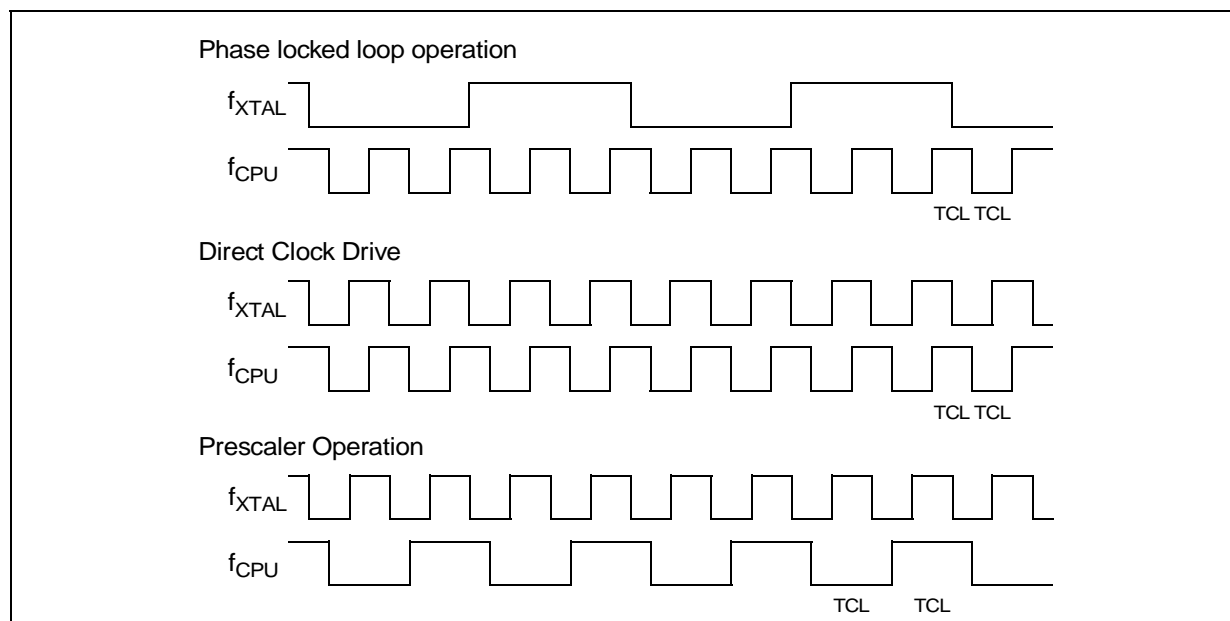 Phase locked loop operation
fXTAL
fCPU
TCL TCL
Direct Clock Drive
fXTAL
fCPU
TCL TCL
Prescaler Operation
fXTAL
fCPU
TCL TCL